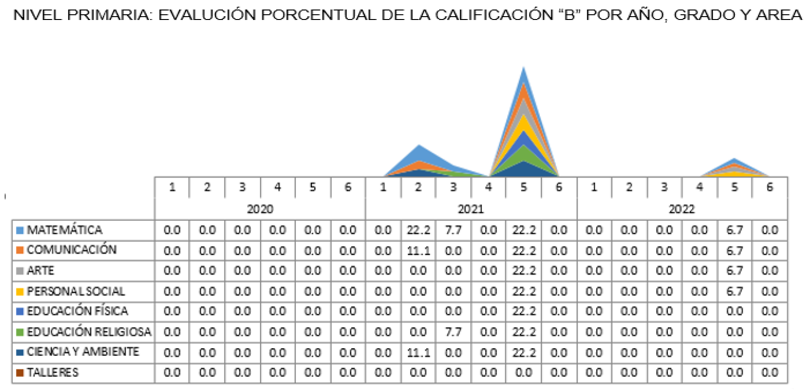 NIVEL PRIMARIA: EVALUCIÓN PORCENTUAL DE LA CALIFICACIÓN “B” POR AÑO, GRADO Y AREA
1 2 3 4 5 6 1 2 3 4 5 6 1 2 3 4 5 6
2020 2021 2022
MATEMÁTICA 0.0 0.0 0.0 0.0 0.0 0.0 0.0 22.2 7.7 0.0 22.2 0.0 0.0 0.0 0.0 0.0 6.7 0.0
COMUNICACIÓN 0.0 0.0 0.0 0.0 0.0 0.0 0.0 11.1 0.0 0.0 22.2 0.0 0.0 0.0 0.0 0.0 6.7 0.0
ARTE 0.0 0.0 0.0 0.0 0.0 0.0 0.0 0.0 0.0 0.0 22.2 0.0 0.0 0.0 0.0 0.0 6.7 0.0
PERSONAL SOCIAL 0.0 0.0 0.0 0.0 0.0 0.0 0.0 0.0 0.0 0.0 22.2 0.0 0.0 0.0 0.0 0.0 6.7 0.0
EDUCACIÓN FÍSICA 0.0 0.0 0.0 0.0 0.0 0.0 0.0 0.0 0.0 0.0 22.2 0.0 0.0 0.0 0.0 0.0 0.0 0.0
EDUCACIÓN RELIGIOSA 0.0 0.0 0.0 0.0 0.0 0.0 0.0 0.0 7.7 0.0 22.2 0.0 0.0 0.0 0.0 0.0 0.0 0.0
CIENCIA Y AMBIENTE 0.0 0.0 0.0 0.0 0.0 0.0 0.0 11.1 0.0 0.0 22.2 0.0 0.0 0.0 0.0 0.0 0.0 0.0
TALLERES 0.0 0.0 0.0 0.0 0.0 0.0 0.0 0.0 0.0 0.0 0.0 0.0 0.0 0.0 0.0 0.0 0.0 0.0